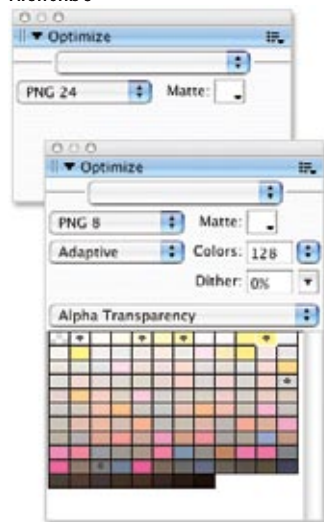 Optimize
PNG 24 Matte:
Optimize
PNG 8 Matte:
Adaptive Colors: 128
Dither: 0%
Alpha Transparency